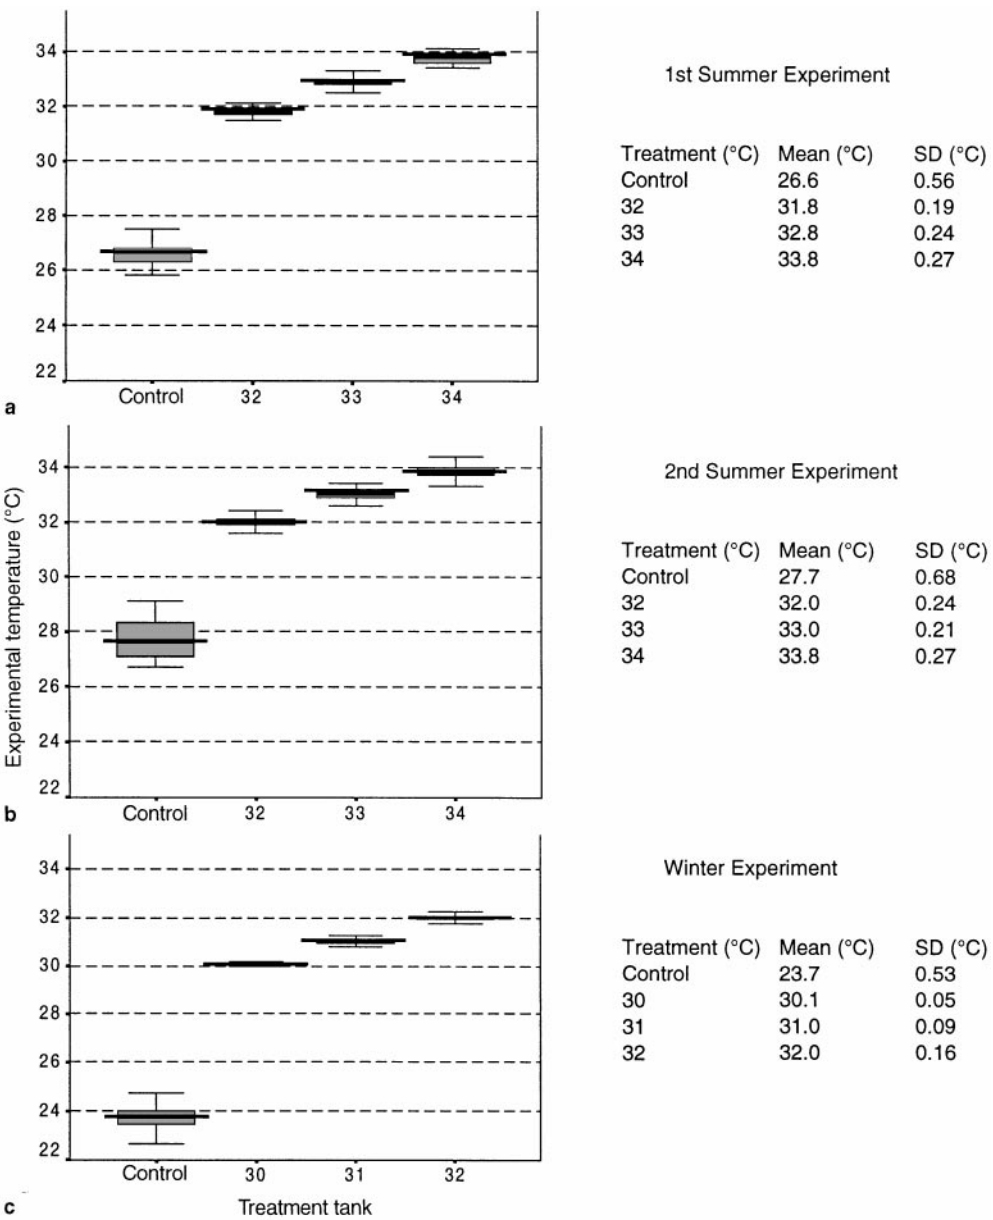 34
32
30
28
26
24
22
Control 32 33 34
a
1st Summer Experiment
Treatment (°C) Mean (°C) SD (°C)
Control 26.6 0.56
32 31.8 0.19
33 32.8 0.24
34 33.8 0.27
Experimental temperature (°C)
34
32
30
28
26
24
22
Control 32 33 34
b
2nd Summer Experiment
Treatment (°C) Mean (°C) SD (°C)
Control 27.7 0.68
32 32.0 0.24
33 33.0 0.21
34 33.8 0.27
34
32
30
28
26
24
22
Control 30 31 32
c
Treatment tank
Winter Experiment
Treatment (°C) Mean (°C) SD (°C)
Control 23.7 0.53
30 30.1 0.05
31 31.0 0.09
32 32.0 0.16